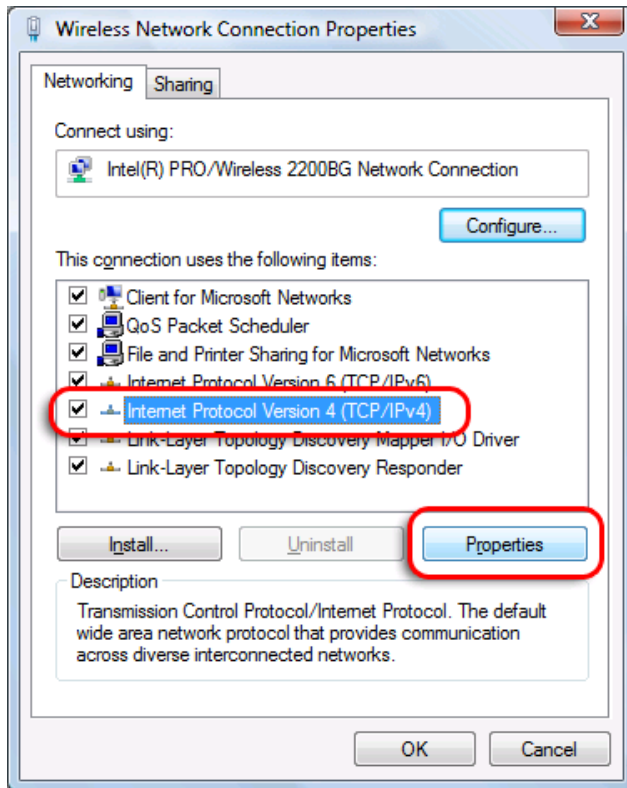 Wireless Network Connection Properties
Networking
Sharing
Connect using:
Intel(R) PRO/Wireless 2200BG Network Connection
Configure...
This connection uses the following items:
Client for Microsoft Networks
QoS Packet Scheduler
File and Printer Sharing for Microsoft Networks
Internet Protocol Version 6 (TCP/IPv6)
Internet Protocol Version 4 (TCP/IPv4)
Link-Layer Topology Discovery Mapper I/O Driver
Link-Layer Topology Discovery Responder
Install...
Uninstall
Properties
Description
Transmission Control Protocol/Internet Protocol. The default
wide area network protocol that provides communication
across diverse interconnected networks.
OK
Cancel